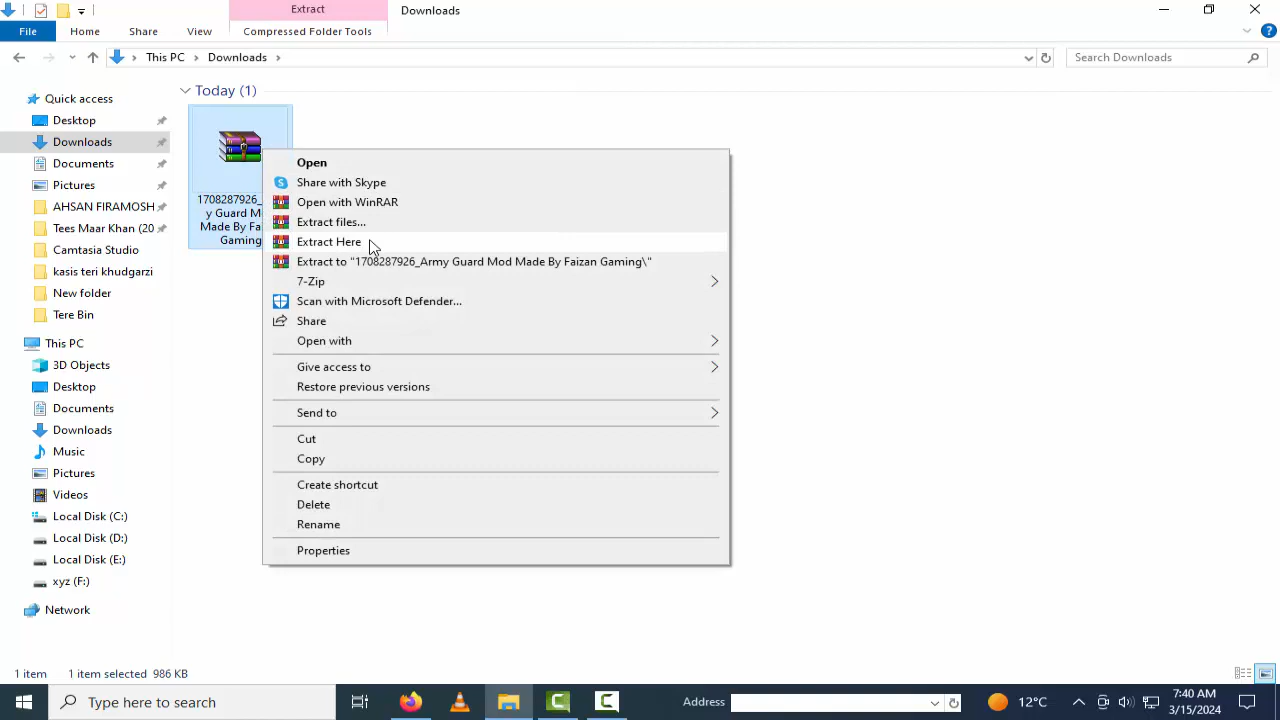 Extract
Downloads
File
Home
Share
View
Compressed Folder Tools
This PC
Downloads
Search Downloads
Quick access
Desktop
Downloads
Documents
Pictures
AHSAN FIRAMOSH
Tees Maar Khan (20
Camtasia Studio
kasis teri khudgarzi
New folder
Tere Bin
This PC
3D Objects
Desktop
Documents
Downloads
Music
Pictures
Videos
Local Disk (C:)
Local Disk (D:)
Local Disk (E:)
xyz (F:)
Network
Today (1)
1708287926_
y Guard M
Made By Fa
Gaming
Open
Share with Skype
Open with WinRAR
Extract files...
Extract Here
Extract to "1708287926_Army Guard Mod Made By Faizan Gaming\"
7-Zip
Scan with Microsoft Defender...
Share
Open with
Give access to
Restore previous versions
Send to
Cut
Copy
Create shortcut
Delete
Rename
Properties
1 item
1 item selected 986 KB
Type here to search
Address
12°C
7:40 AM
3/15/2024